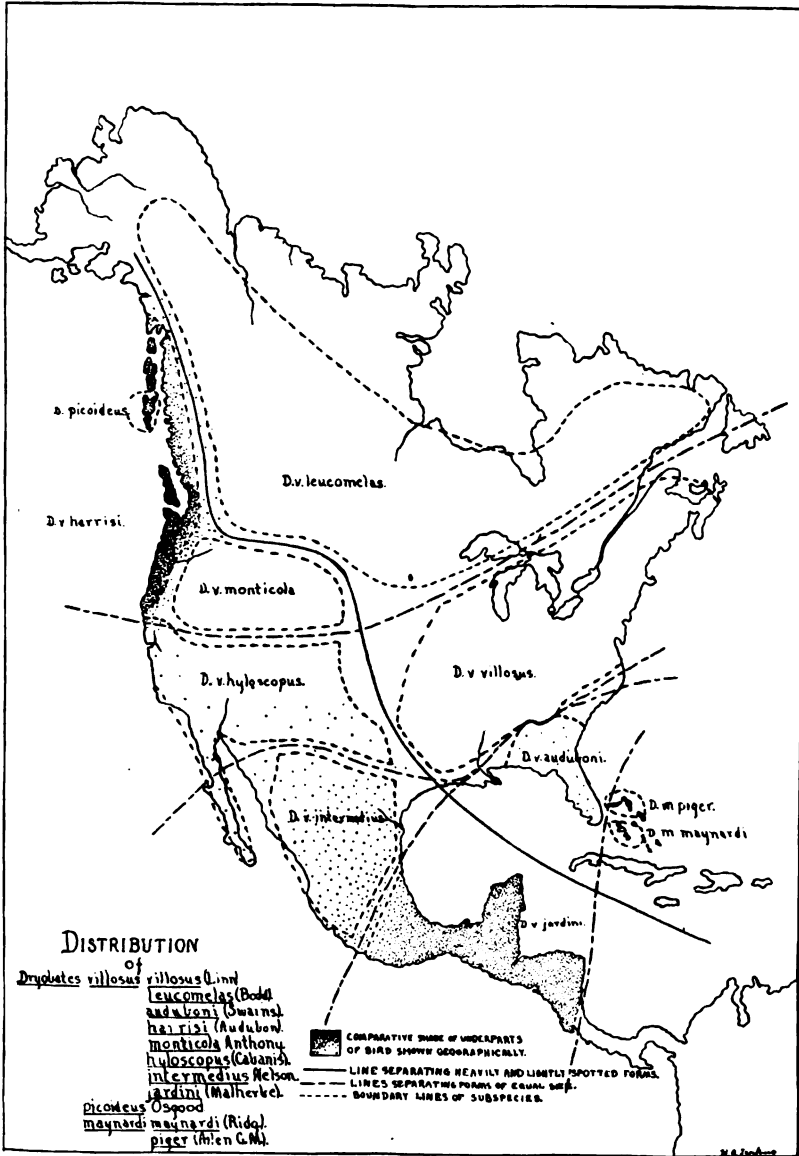 D. picoideus
D.v.leucomelas.
D.v harrisi.
D.v.monticola
D.v.hyloscopus.
D.v villosus.
D.v.auduboni.
D.v.intermedius
D.m piger.
D m maynardi
D v jardini.
DISTRIBUTION
of
Dryobates villosus villosus (Linn)
leucomelas (Bodd).
auduboni (Swains).
harrisi (Audubon).
monticola Anthony
hyloscopus (Cabanis).
intermedius Nelson.
jardini (Malherbe).
picoideus Osgood
maynardi maynardi (Ridg.)
piger (Allen G.M.)
COMPARATIVE SHADE OF UNDERPARTS
OF BIRD SHOWN GEOGRAPHICALLY.
LINE SEPARATING HEAVILY AND LIGHTLY SPOTTED FORMS.
LINES SEPARATING FORMS OF EQUAL SIZE.
BOUNDARY LINES OF SUBSPECIES.